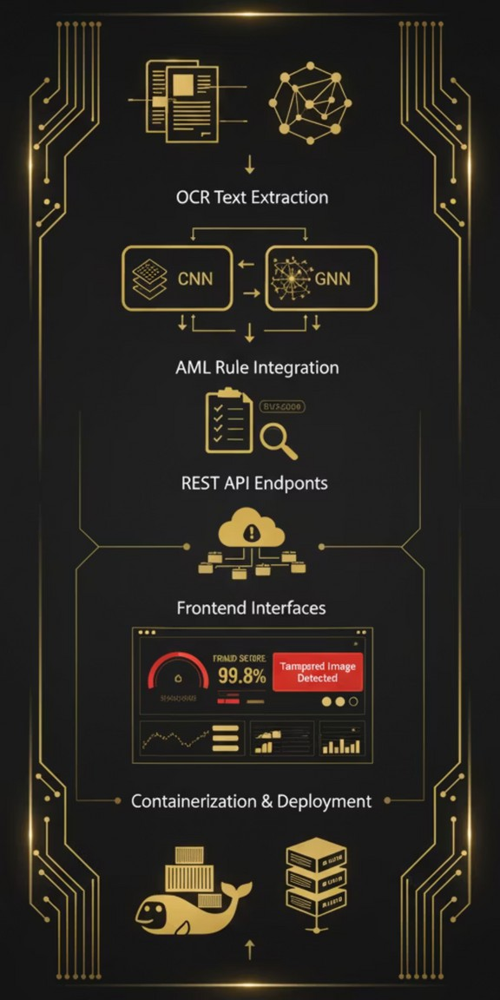 OCR Text Extraction
CNN
GNN
AML Rule Integration
REST API Endponts
Frontend Interfaces
99.8%
Tampsred Image
Detected
Containerization & Deployment